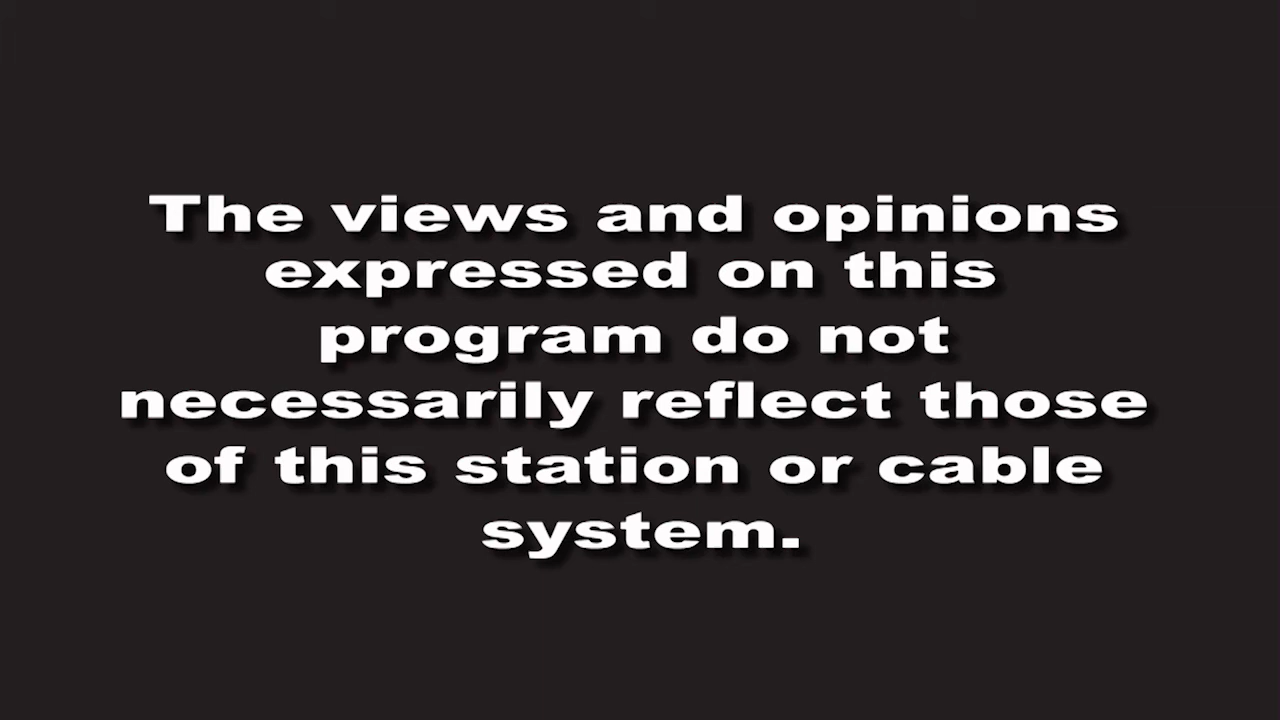 The views and opinions
expressed on this
program do not
necessarily reflect those
of this station or cable
system.